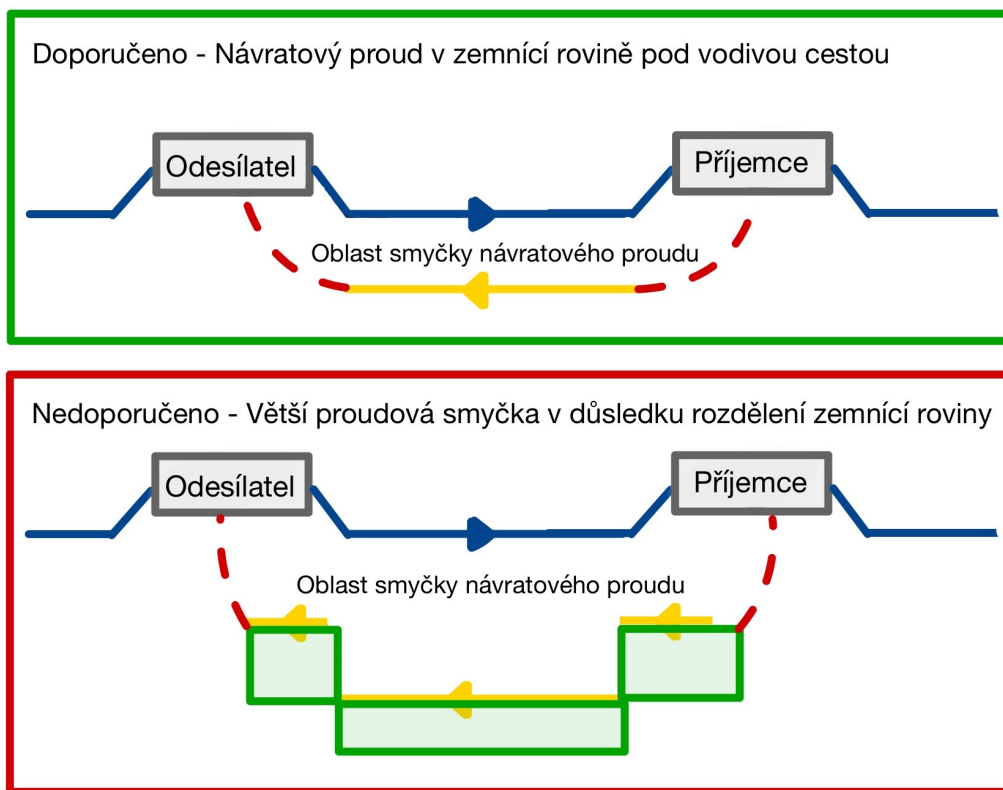 Doporučeno - Návratový proud v zemnící rovině pod vodivou cestou
Odesílatel
Příjemce
Oblast smyčky návratového proudu
Nedoporučeno - Větší proudová smyčka v důsledku rozdělení zemnící roviny
Odesílatel
Příjemce
Oblast smyčky návratového proudu